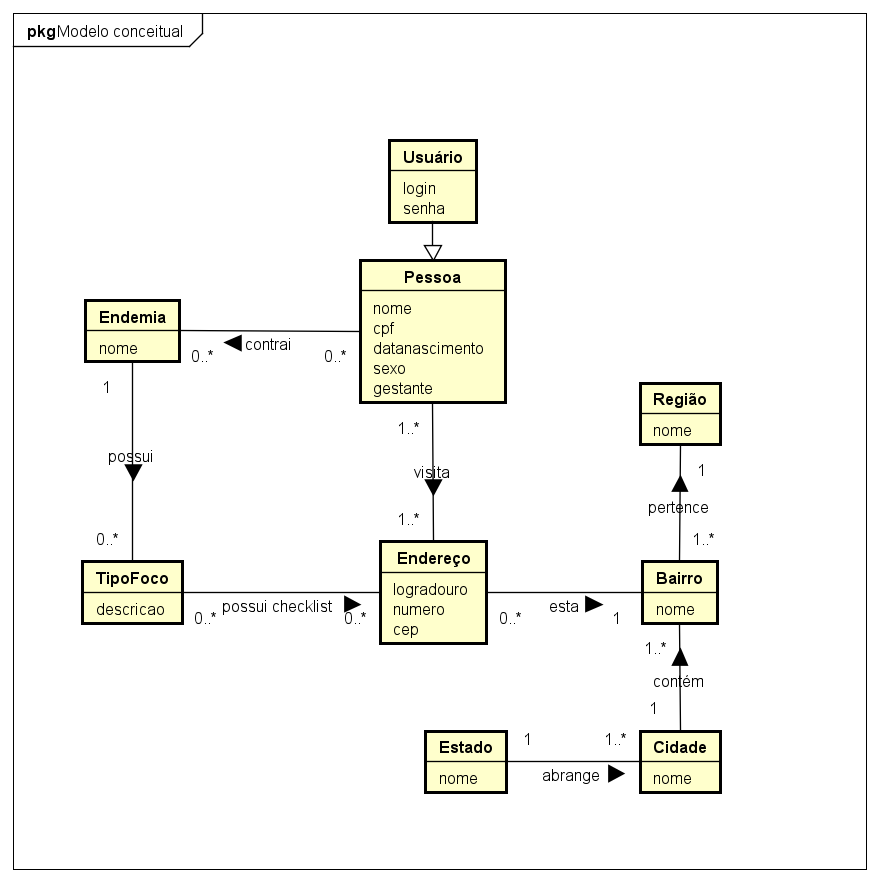 pkgModelo conceitual
Usuário
login
senha
Pessoa
nome
cpf
datanascimento
sexo
gestante
Endemia
nome
0..*
contrai
0..*
1
possui
0..*
1..*
visita
1..*
Região
nome
1
pertence
1..*
TipoFoco
descricao
0..*
possui checklist
0..*
Endereço
logradouro
numero
cep
0..*
esta
1
Bairro
nome
1..*
contém
1
Estado
nome
1
abrange
1..*
Cidade
nome